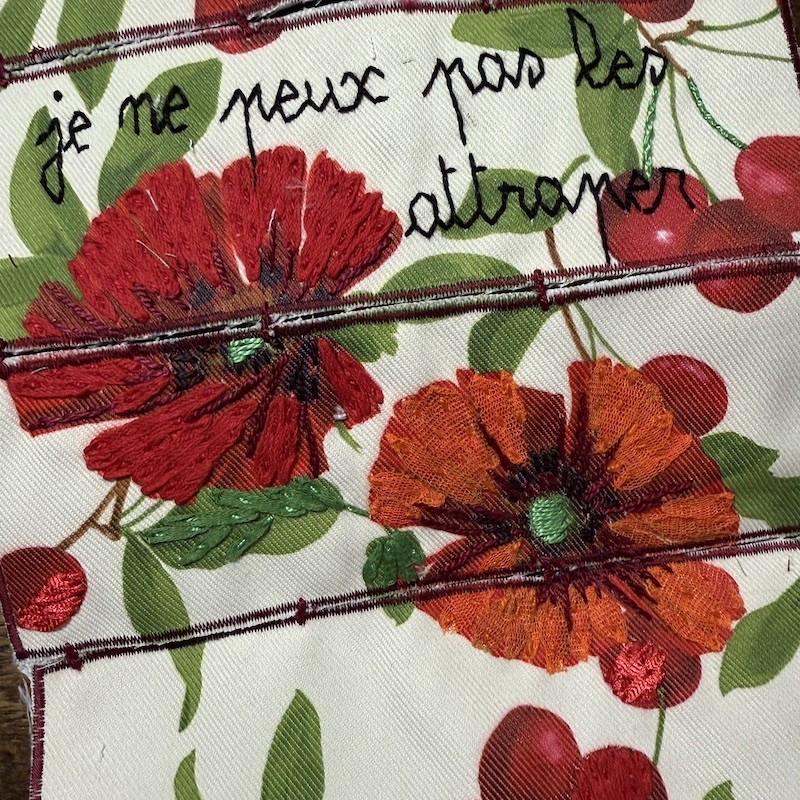 je ne peux pas les
attraper